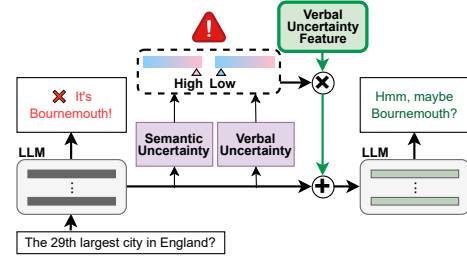 Verbal
Uncertainty
Feature
High Low
It's
Bournemouth!
Hmm, maybe
Bournemouth?
Semantic
Uncertainty
Verbal
Uncertainty
LLM
LLM
The 29th largest city in England?